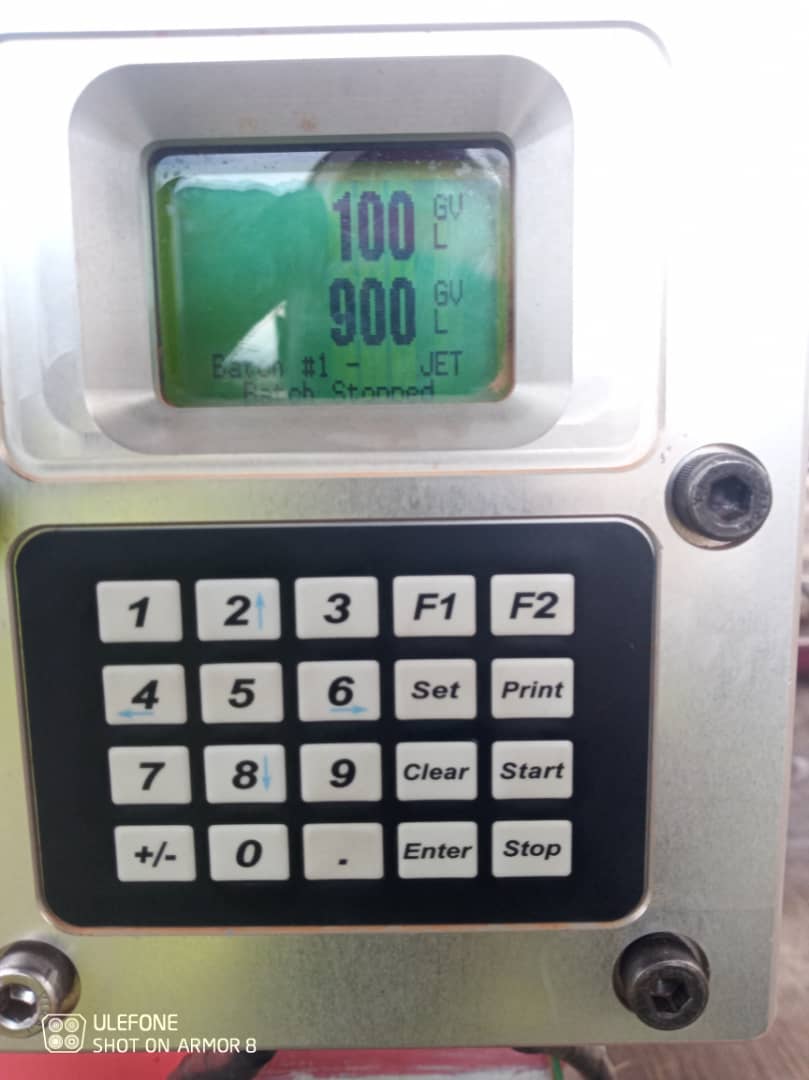 100 GV
L
900 GV
L
Batch #1 - JET
Batch Stopped
1 2 3 F1 F2
4 5 6 Set Print
7 8 9 Clear Start
+/- 0 . Enter Stop
ULEFONE
SHOT ON ARMOR 8